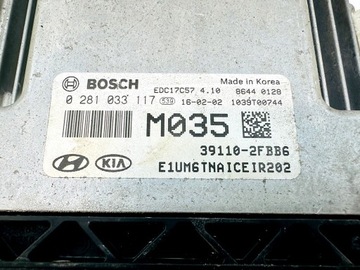 BOSCH EDC17C57 4.10 Made in Korea
8644 0128
0 281 033 117 539 16-02-02 1039T00744
M035
39110-2FBB6
KIA
E1UM6TNAICEIR202